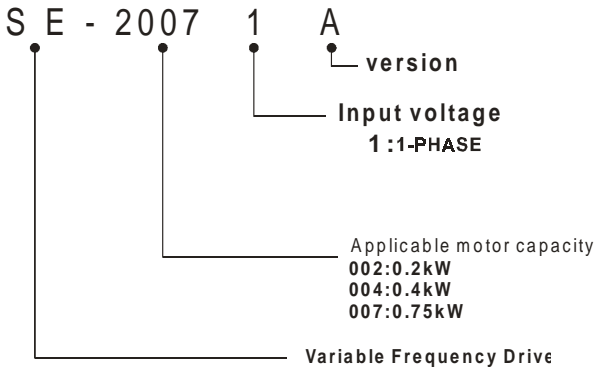 SE-2007 1 A
version
Input voltage
1:1-PHASE
Applicable motor capacity
002:0.2kW
004:0.4kW
007:0.75kW
Variable Frequency Drive